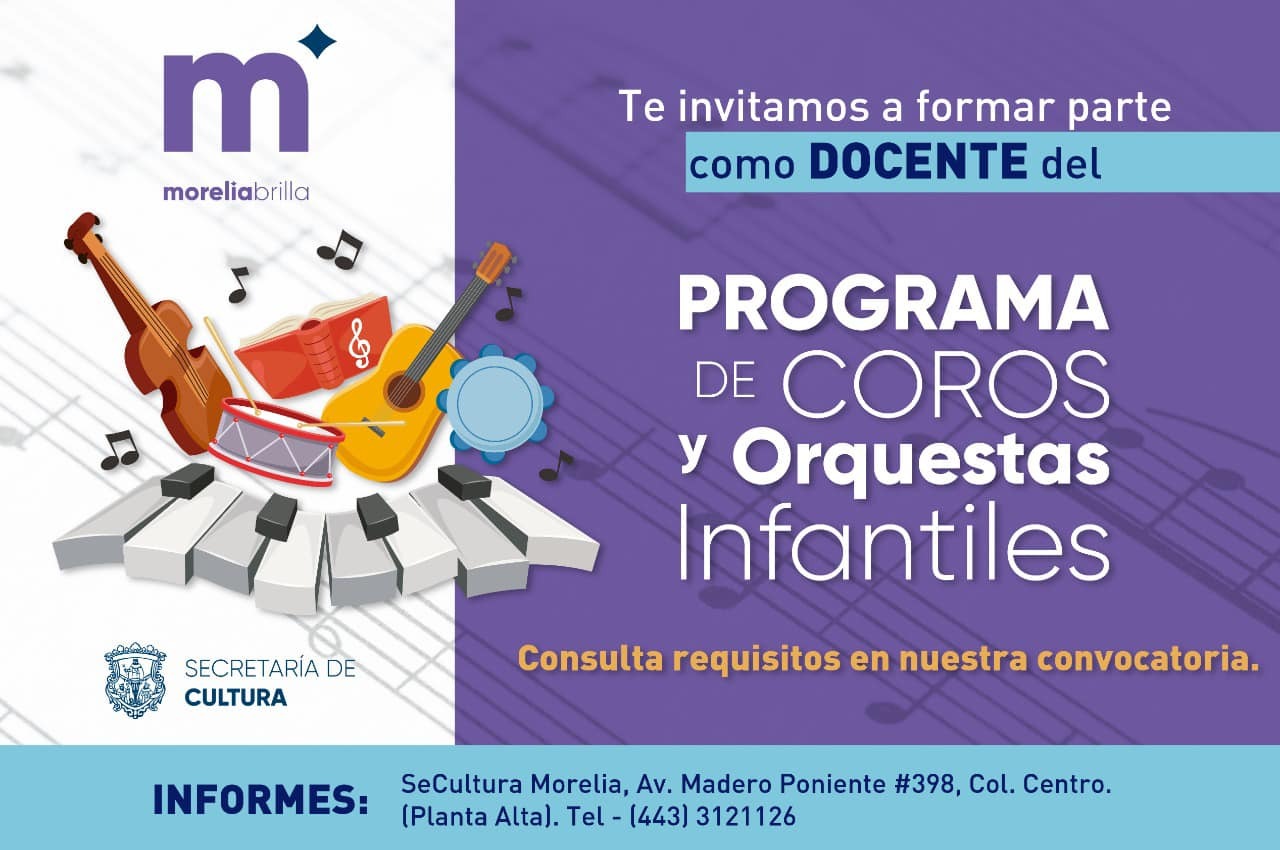 m
moreliabrilla
Te invitamos a formar parte
como DOCENTE del
PROGRAMA
DE COROS
y Orquestas
Infantiles
Consulta requisitos en nuestra convocatoria.
SECRETARÍA DE
CULTURA
INFORMES:
SeCultura Morelia, Av. Madero Poniente #398, Col. Centro.
(Planta Alta). Tel - (443) 3121126